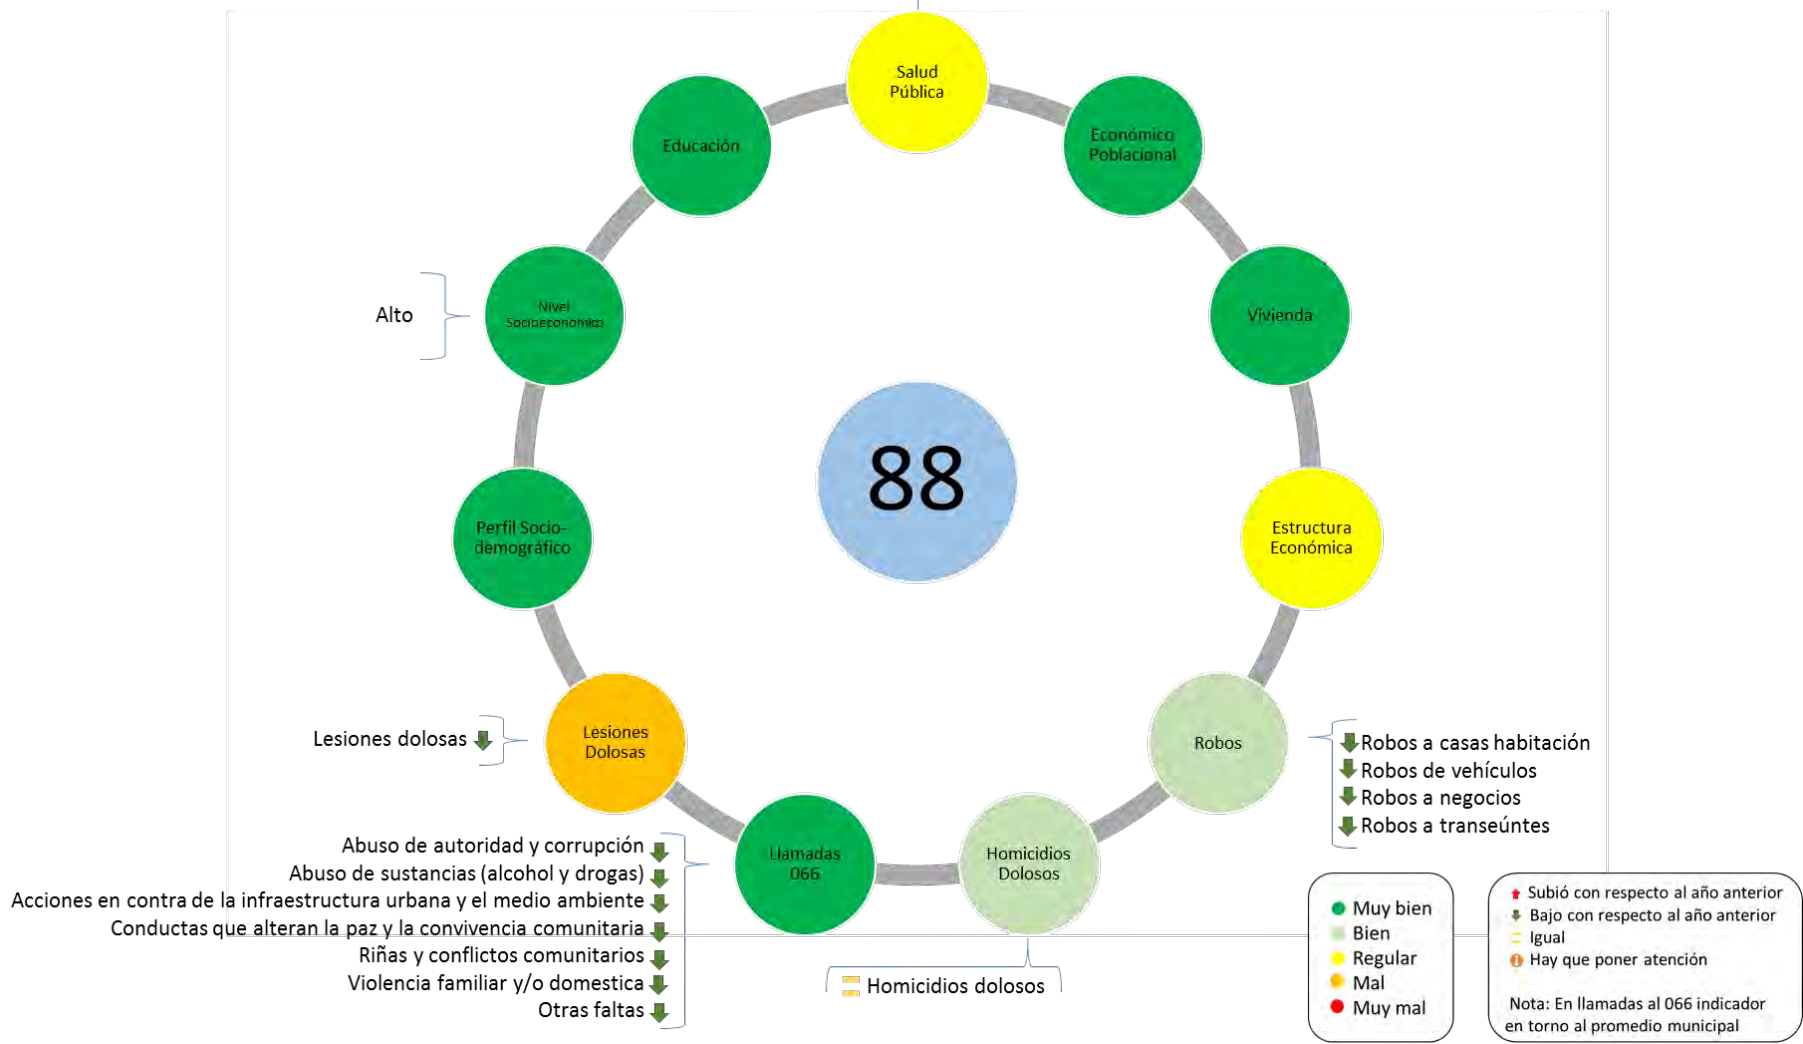 Salud
Pública
Económico
Poblacional
Educación
Vivienda
Nivel
Socioeconómico
Alto
88
Perfil Socio-
demográfico
Estructura
Económica
Lesiones
Dolosas
Lesiones dolosas
Robos
Robos a casas habitación
Robos de vehículos
Robos a negocios
Robos a transeúntes
Llamadas
066
Abuso de autoridad y corrupción
Abuso de sustancias (alcohol y drogas)
Acciones en contra de la infraestructura urbana y el medio ambiente
Conductas que alteran la paz y la convivencia comunitaria
Riñas y conflictos comunitarios
Violencia familiar y/o domestica
Otras faltas
Homicidios
Dolosos
Homicidios dolosos
Muy bien
Bien
Regular
Mal
Muy mal
Subió con respecto al año anterior
Bajo con respecto al año anterior
Igual
Hay que poner atención
Nota: En llamadas al 066 indicador
en torno al promedio municipal